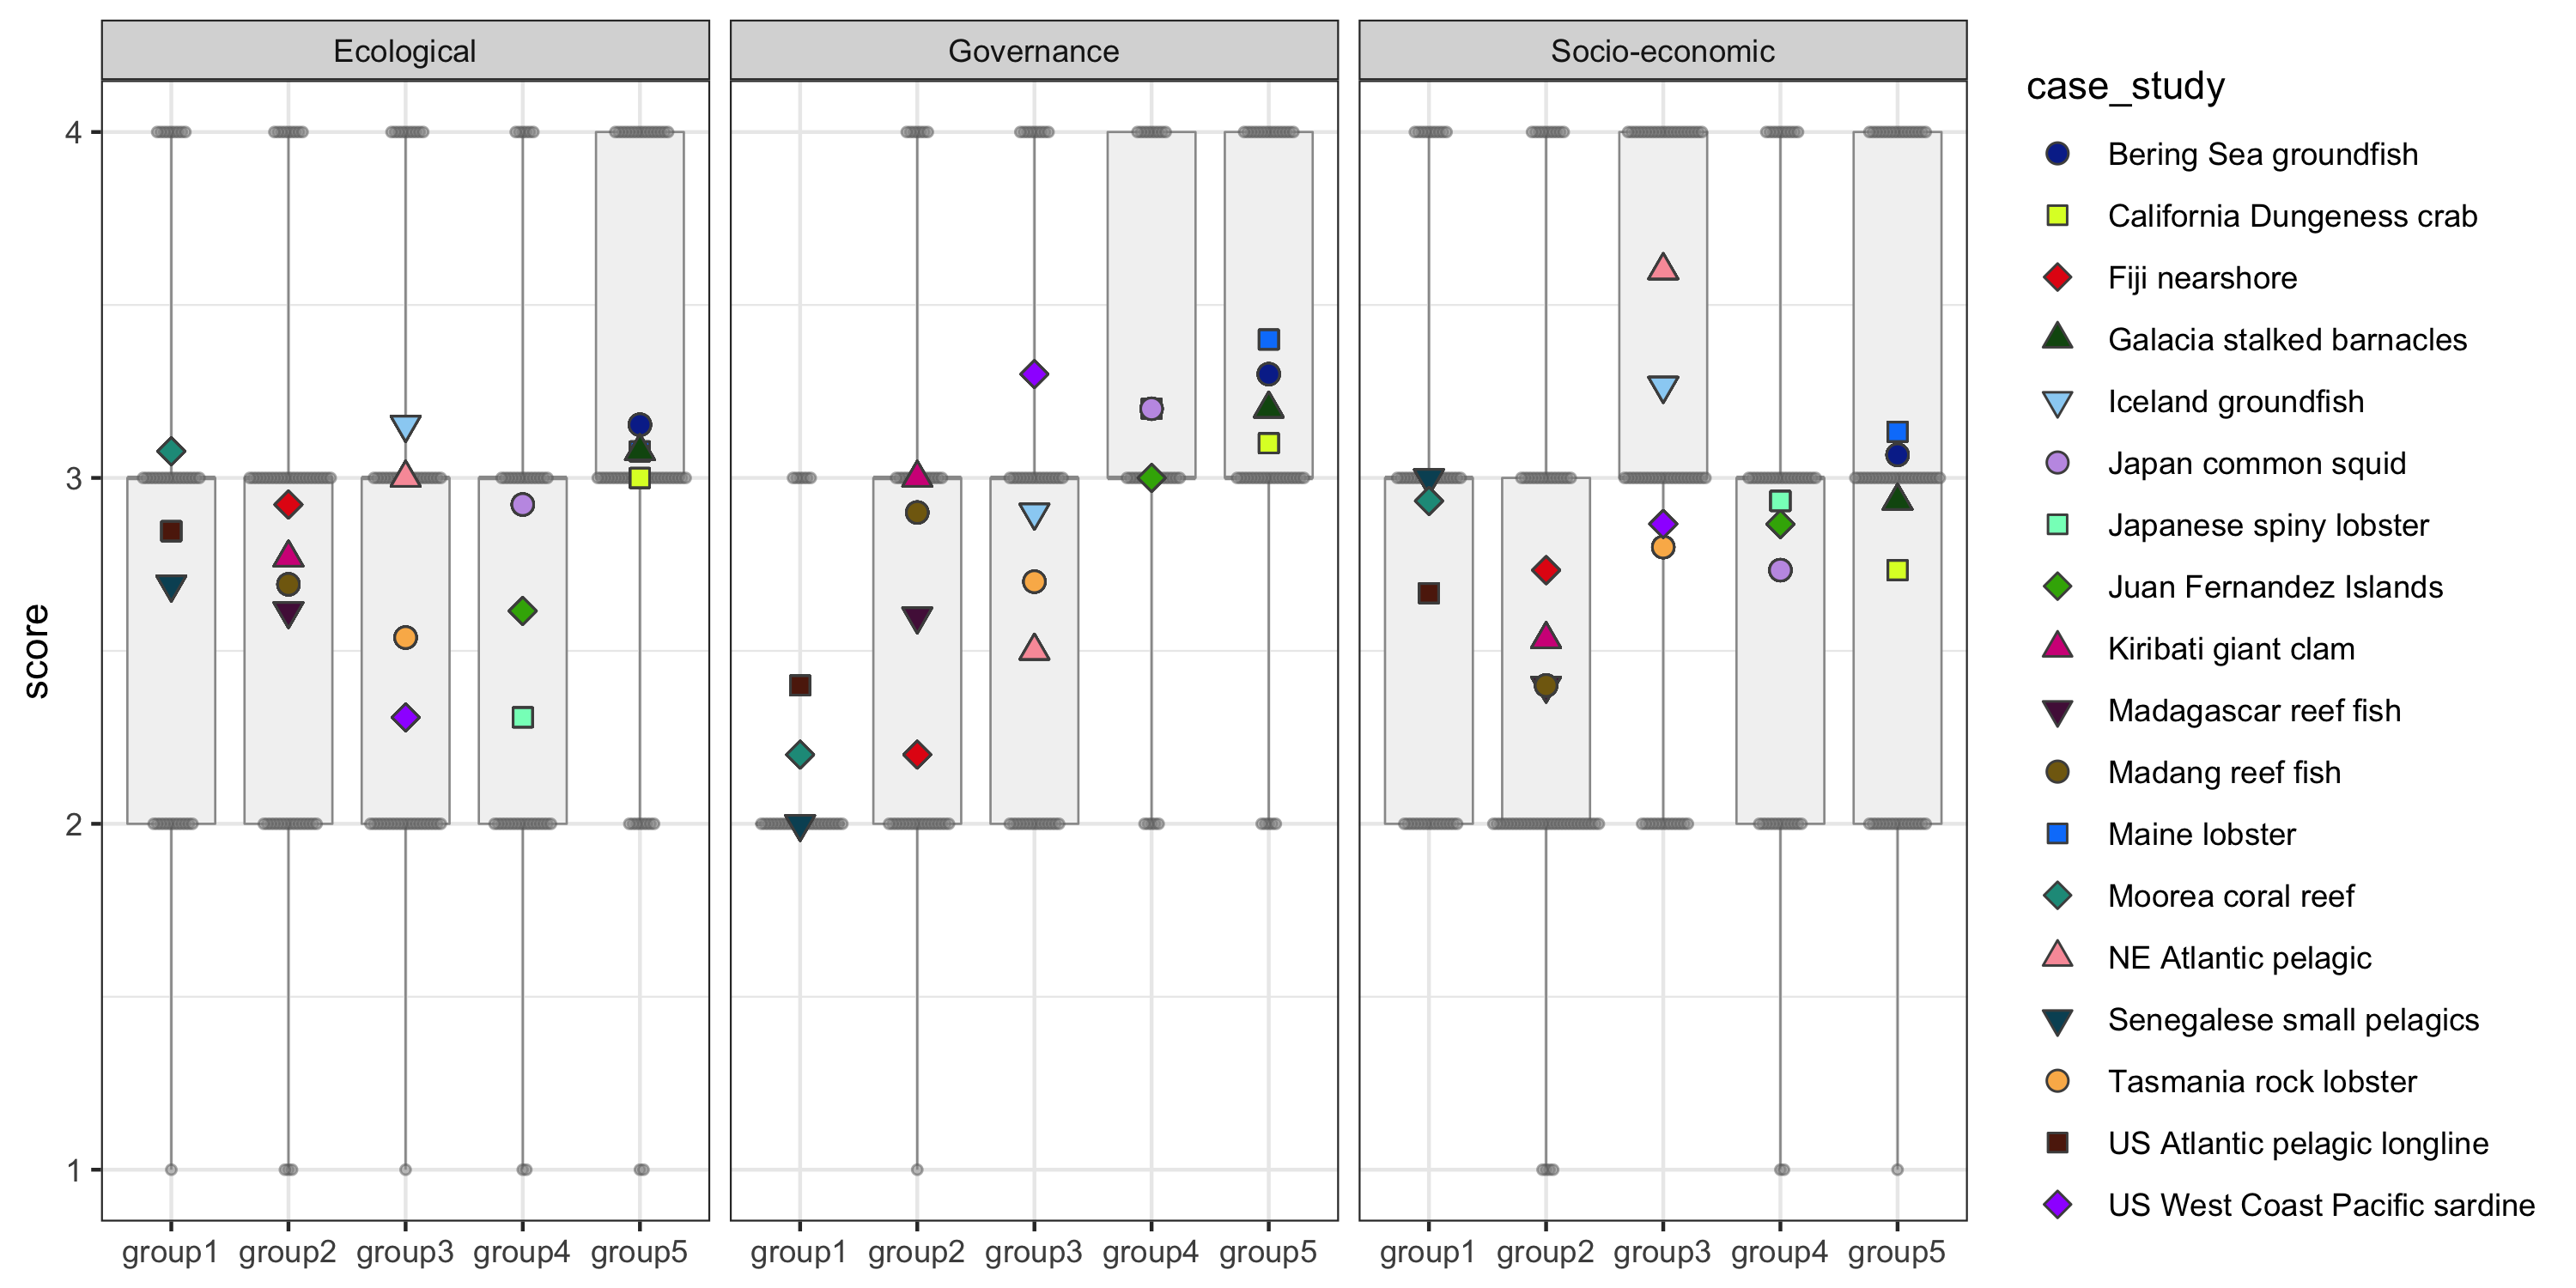 Ecological
Governance
Socio-economic
score
4
3
2
1
group1 group2 group3 group4 group5
group1 group2 group3 group4 group5
group1 group2 group3 group4 group5
case_study
Bering Sea groundfish
California Dungeness crab
Fiji nearshore
Galacia stalked barnacles
Iceland groundfish
Japan common squid
Japanese spiny lobster
Juan Fernandez Islands
Kiribati giant clam
Madagascar reef fish
Madang reef fish
Maine lobster
Moorea coral reef
NE Atlantic pelagic
Senegalese small pelagics
Tasmania rock lobster
US Atlantic pelagic longline
US West Coast Pacific sardine